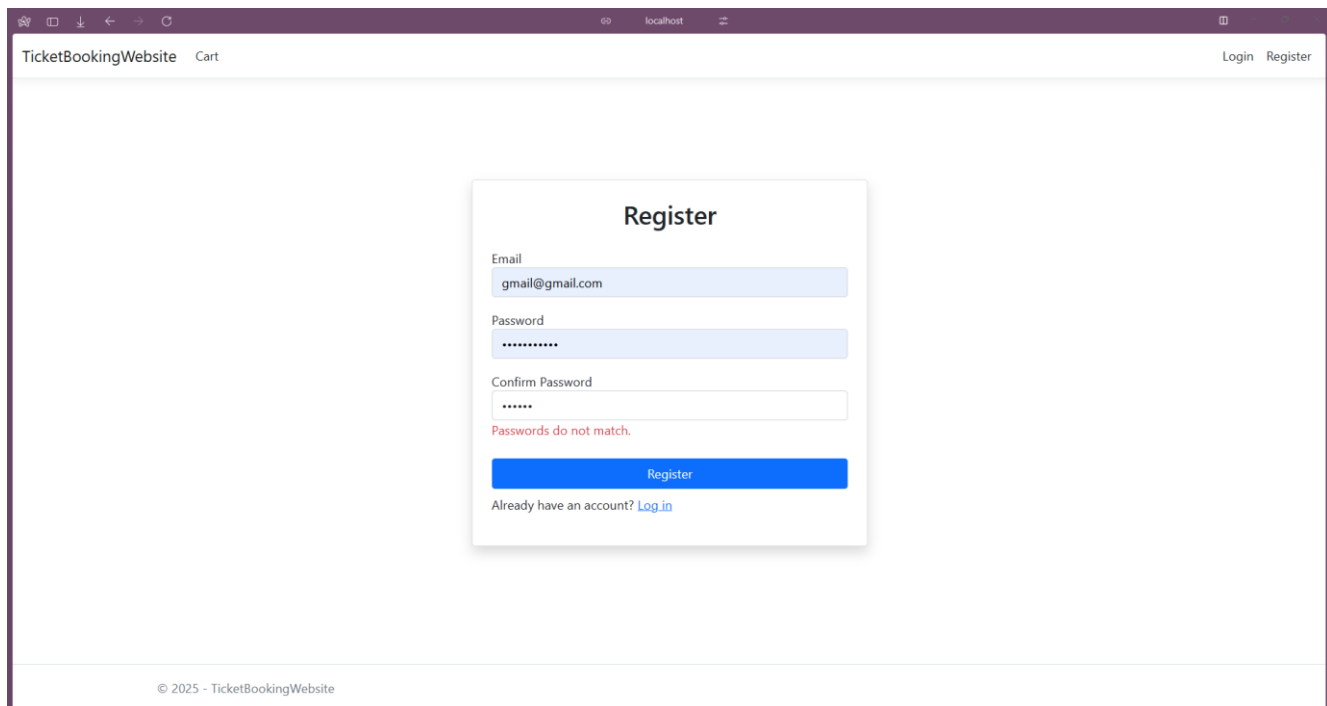 localhost
TicketBookingWebsite Cart Login Register
Register
Email
gmail@gmail.com
Password
•••••••••••
Confirm Password
••••••
Passwords do not match.
Register
Already have an account? Log in
© 2025 - TicketBookingWebsite